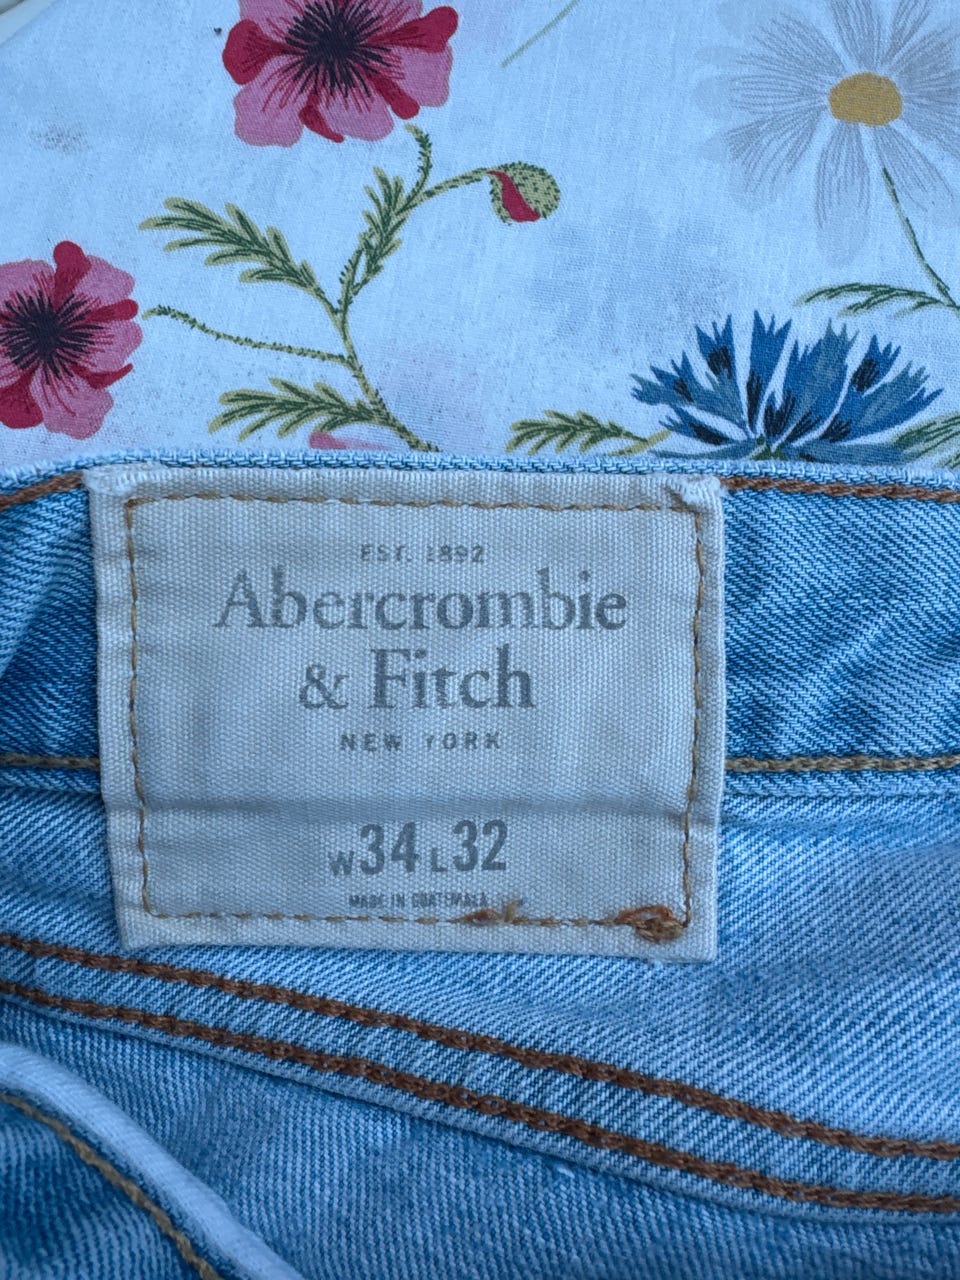 EST. 1892
Abercrombie
& Fitch
NEW YORK
W34 L32
MADE IN GUATEMALA